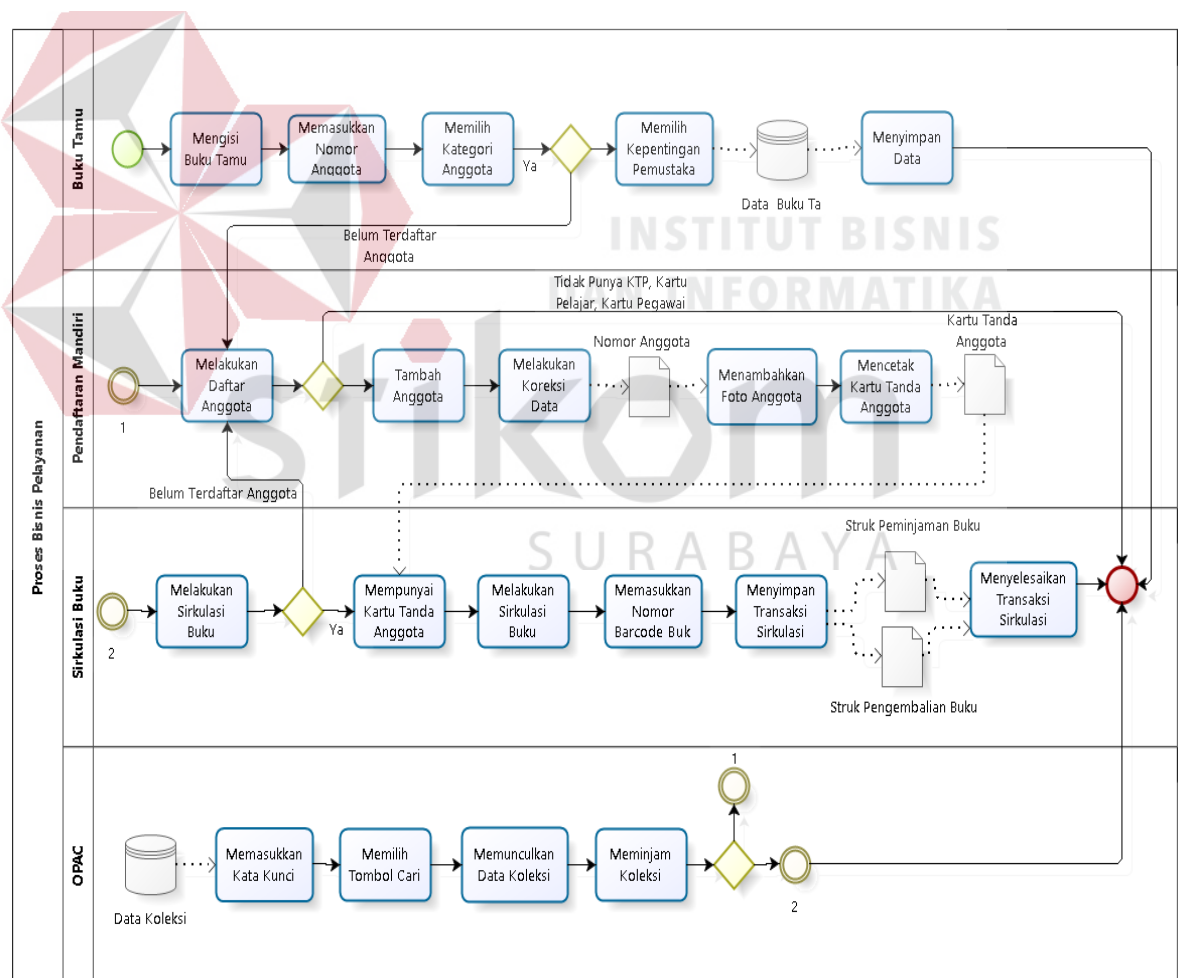 Proses Bisnis Pelayanan
Buku Tamu
Mengisi
Buku Tamu
Memasukkan
Nomor
Anggota
Memilih
Kategori
Anggota
Ya
Memilih
Kepentingan
Pemustaka
Data Buku Ta
Menyimpan
Data
Belum Terdaftar
Anggota
INSTITUT BISNIS
DAN INFORMATIKA
stikom
SURABAYA
Pendaftaran Mandiri
Tidak Punya KTP, Kartu
Pelajar, Kartu Pegawai
1
Melakukan
Daftar
Anggota
Tambah
Anggota
Melakukan
Koreksi
Data
Nomor Anggota
Menambahkan
Foto Anggota
Mencetak
Kartu Tanda
Anggota
Kartu Tanda
Anggota
Belum Terdaftar Anggota
Sirkulasi Buku
2
Melakukan
Sirkulasi
Buku
Ya
Mempunyai
Kartu Tanda
Anggota
Melakukan
Sirkulasi
Buku
Memasukkan
Nomor
Barcode Buk
Menyimpan
Transaksi
Sirkulasi
Struk Peminjaman Buku
Struk Pengembalian Buku
Menyelesaikan
Transaksi
Sirkulasi
OPAC
Data Koleksi
Memasukkan
Kata Kunci
Memilih
Tombol Cari
Memunculkan
Data Koleksi
Meminjam
Koleksi
1
2